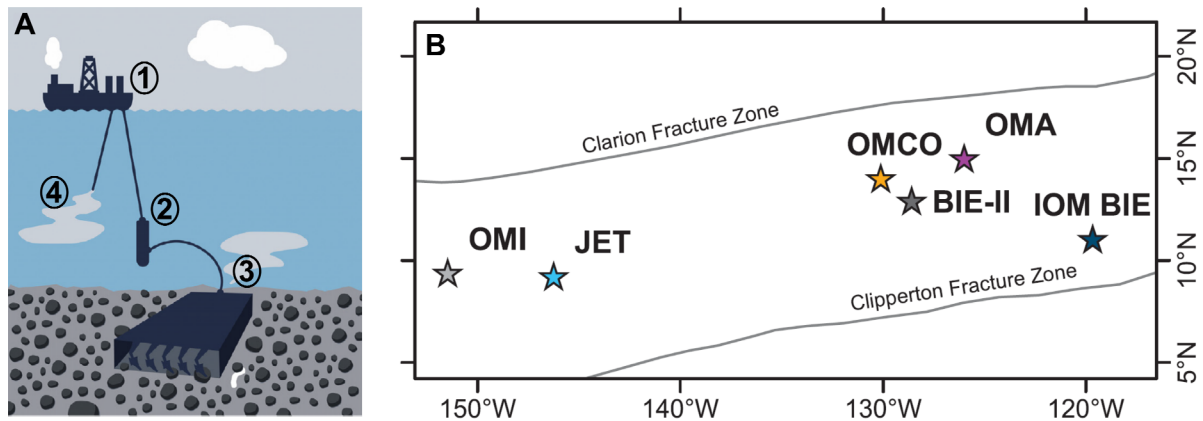 A
①
②
③
④
B
Clarion Fracture Zone
OMCO
OMA
BIE-II
IOM BIE
OMI
JET
Clipperton Fracture Zone
20°N
15°N
10°N
5°N
150°W
140°W
130°W
120°W